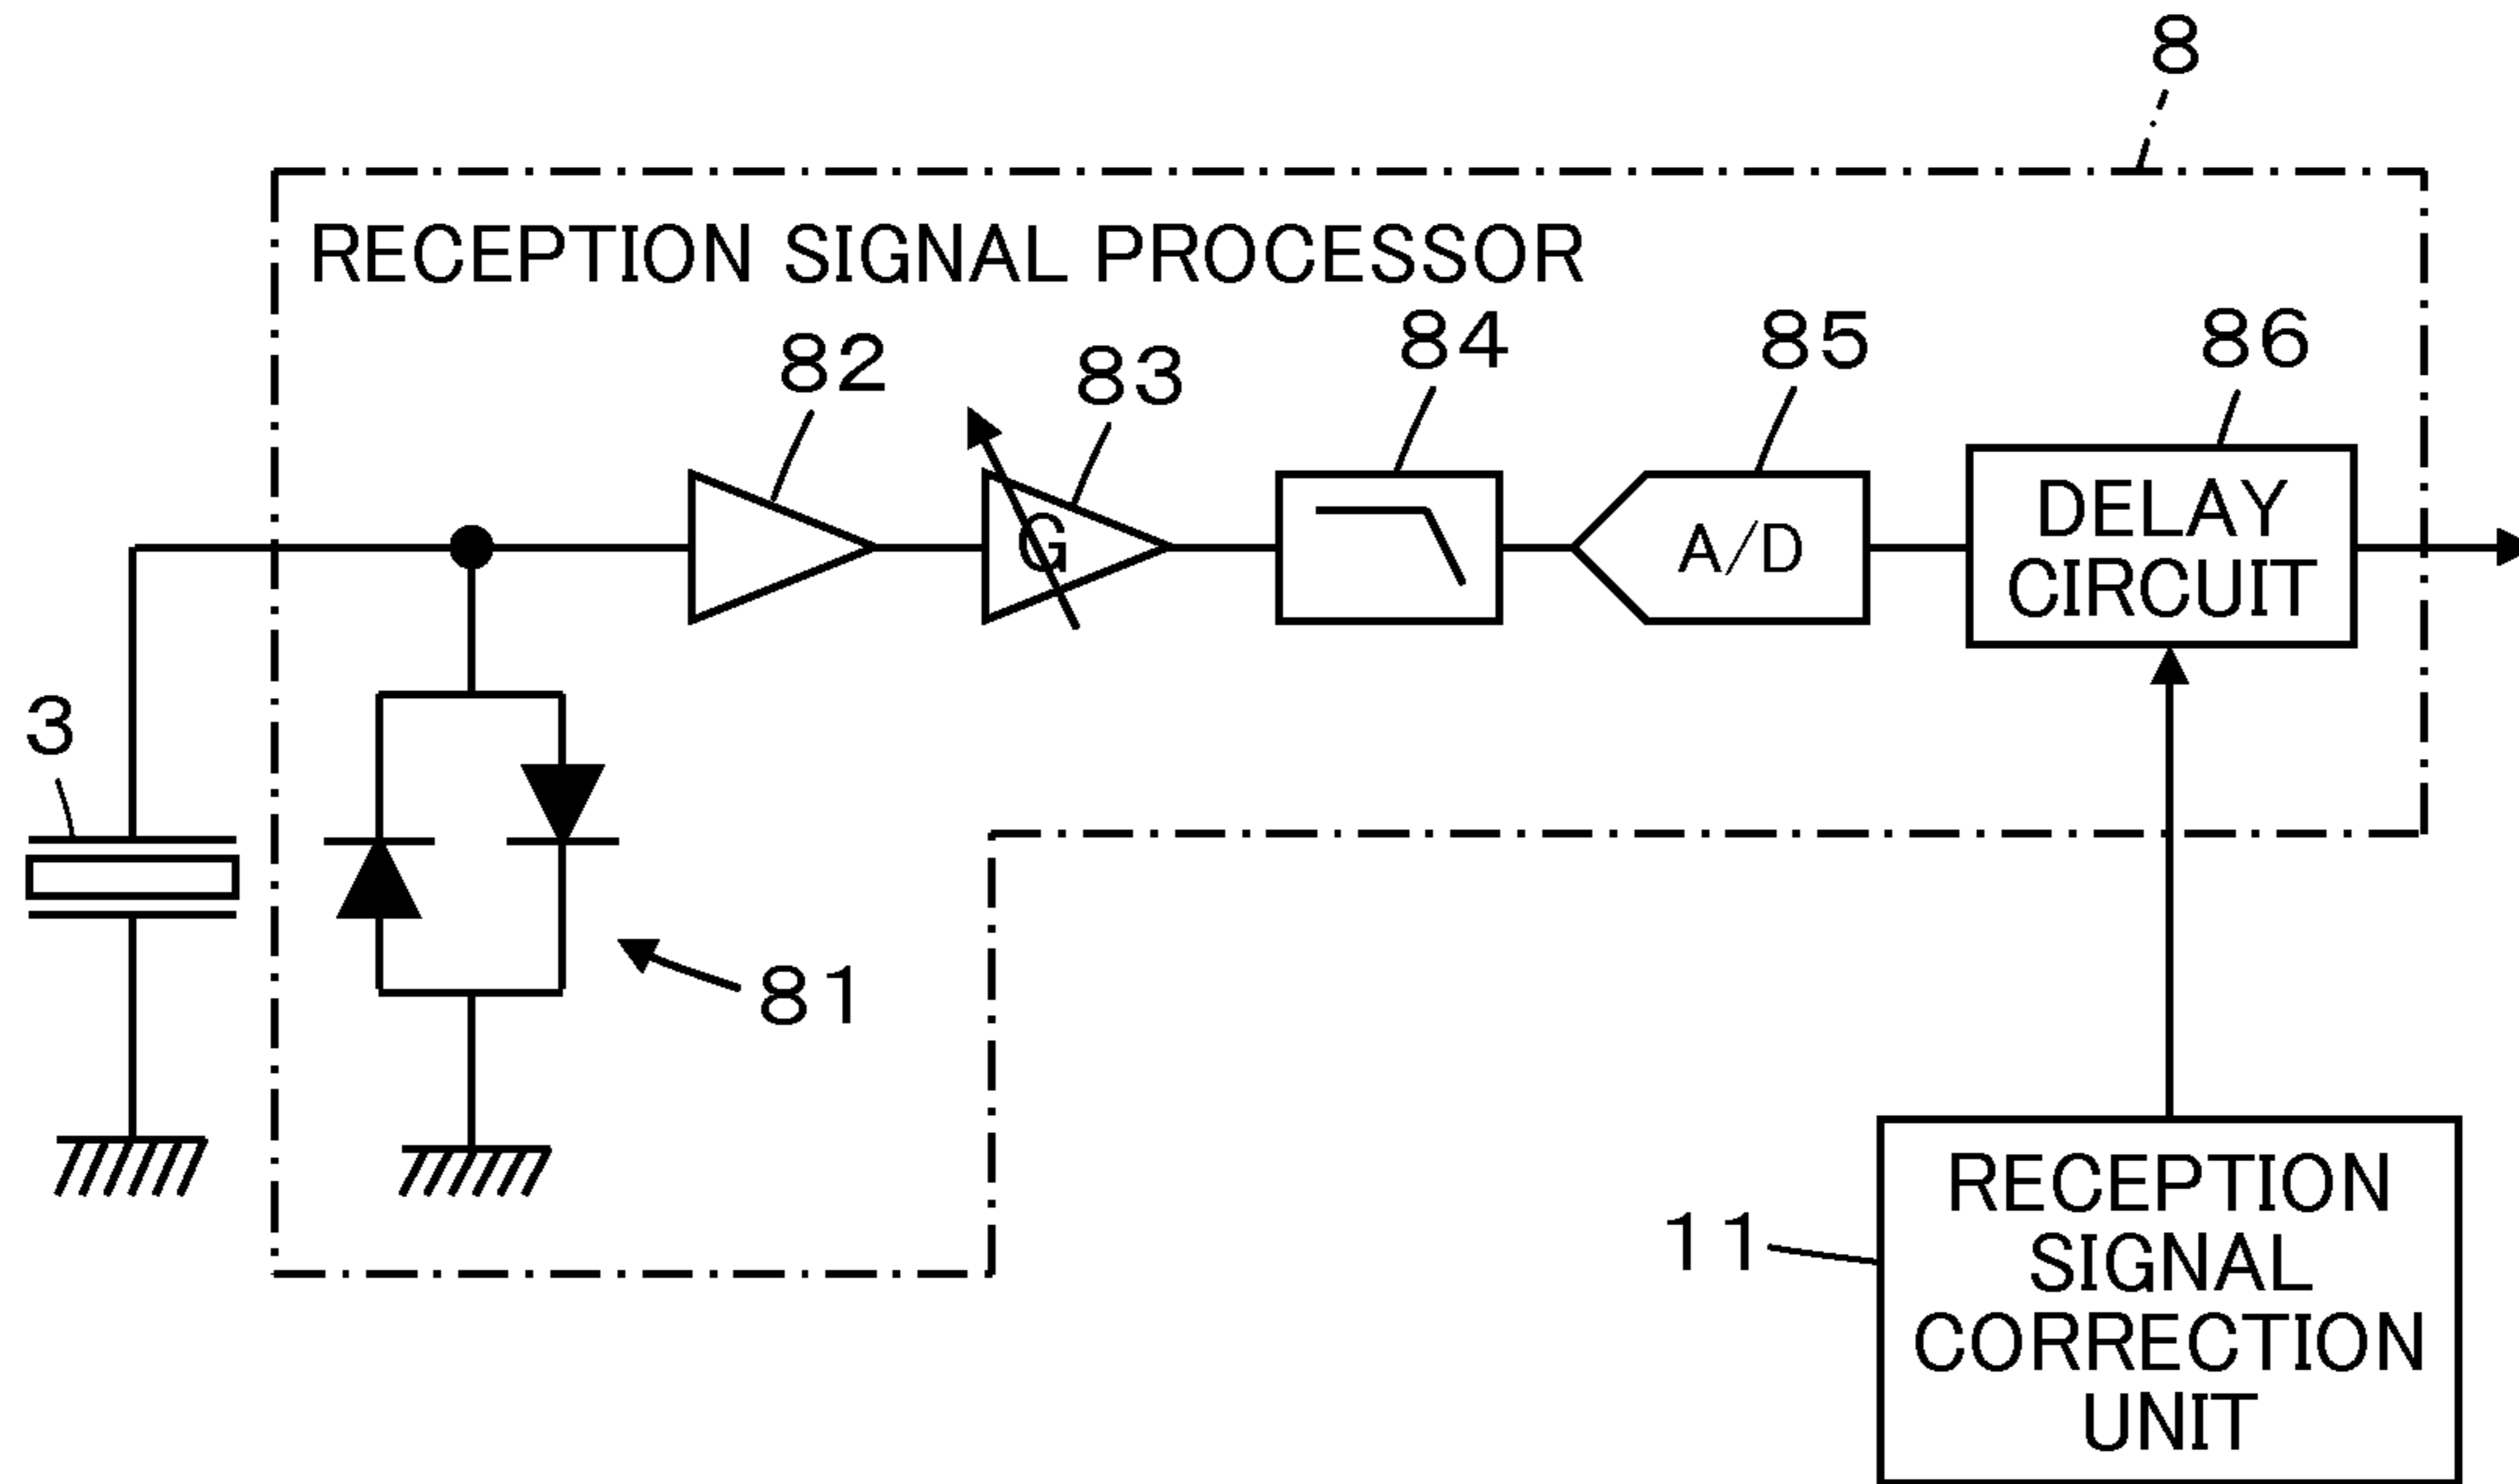 8
RECEPTION SIGNAL PROCESSOR
82
83
84
85
86
G
A/D
DELAY
CIRCUIT
3
81
11
RECEPTION
SIGNAL
CORRECTION
UNIT